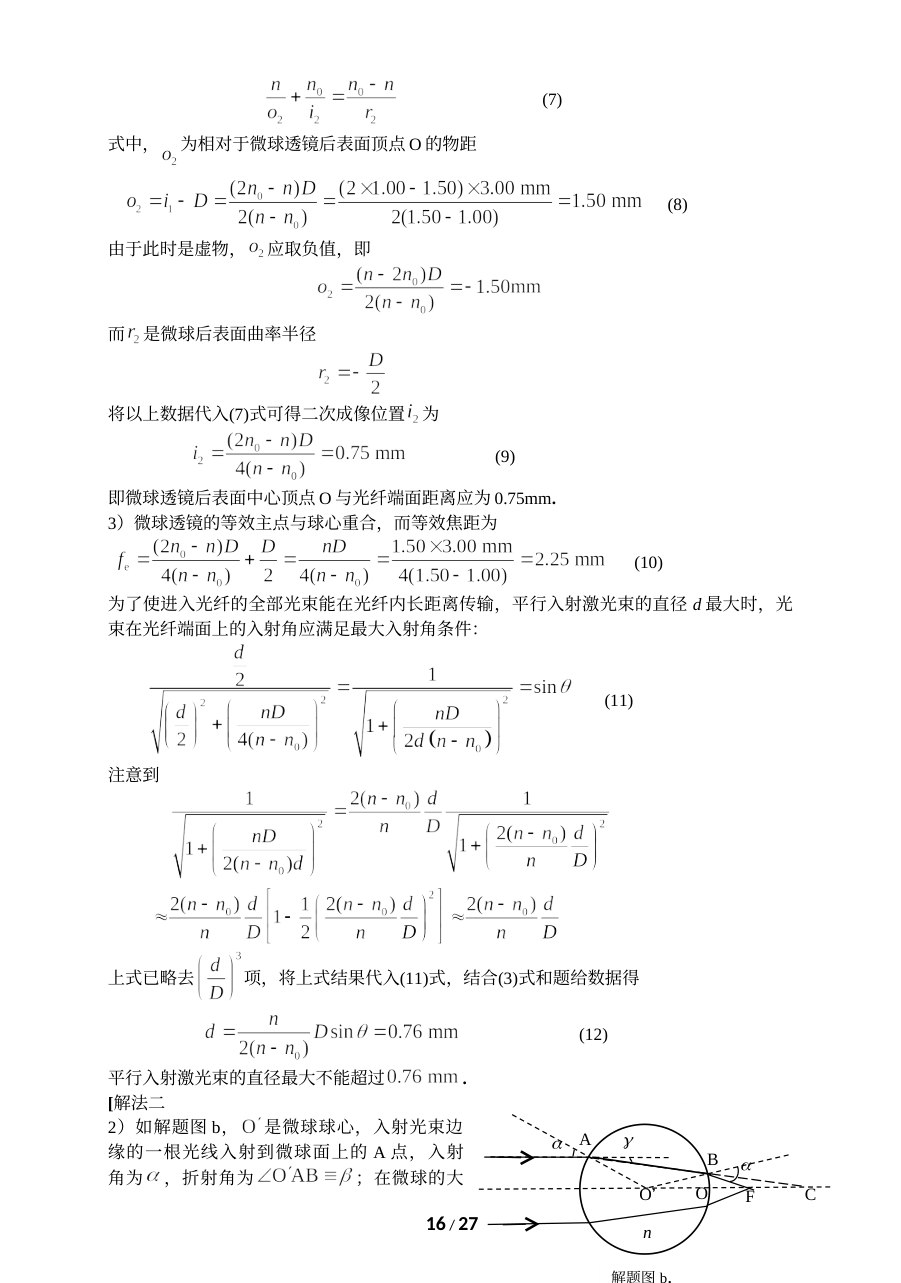 n/o₂ + n₀/i₂ = (n₀ - n)/r₂ (7)
式中，o₂ 为相对于微球透镜后表面顶点 O 的物距
o₂ = i₁ - D = (2n₀ - n)D/2(n - n₀) = (2 ×1.00 - 1.50) ×3.00 mm/2(1.50 - 1.00) = 1.50 mm (8)
由于此时是虚物，o₂ 应取负值，即
o₂ = (n - 2n₀)D/2(n - n₀) = - 1.50mm
而 r₂ 是微球后表面曲率半径
r₂ = - D/2
将以上数据代入(7)式可得二次成像位置 i₂ 为
i₂ = (2n₀ - n)D/4(n - n₀) = 0.75 mm (9)
即微球透镜后表面中心顶点 O 与光纤端面距离应为 0.75mm.
3）微球透镜的等效主点与球心重合，而等效焦距为
fₑ = (2n₀ - n)D/4(n - n₀) + D/2 = nD/4(n - n₀) = 1.50 ×3.00 mm/4(1.50 - 1.00) = 2.25 mm (10)
为了使进入光纤的全部光束能在光纤内长距离传输，平行入射激光束的直径 d 最大时，光
束在光纤端面上的入射角应满足最大入射角条件：
(d/2)/√((d/2)² + (nD/4(n - n₀))²) = 1/√(1 + (nD/2d(n - n₀))²) = sin θ (11)
注意到
1/√(1 + (nD/2(n - n₀)d)²) = 2(n - n₀)/n d/D 1/√(1 + (2(n - n₀)/n d/D)²)
≈ 2(n - n₀)/n d/D [1 - 1/2 (2(n - n₀)/n d/D)²] ≈ 2(n - n₀)/n d/D
上式已略去 (d/D)³ 项，将上式结果代入(11)式，结合(3)式和题给数据得
d = n/2(n - n₀) D sin θ = 0.76 mm (12)
平行入射激光束的直径最大不能超过 0.76 mm .
[解法二
2）如解题图 b，O′ 是微球球心，入射光束边
缘的一根光线入射到微球面上的 A 点，入射
角为 α，折射角为 ∠O′AB ≡ β；在微球的大
α A γ
B α
O′ O F C
n
解题图 b.
16 / 27